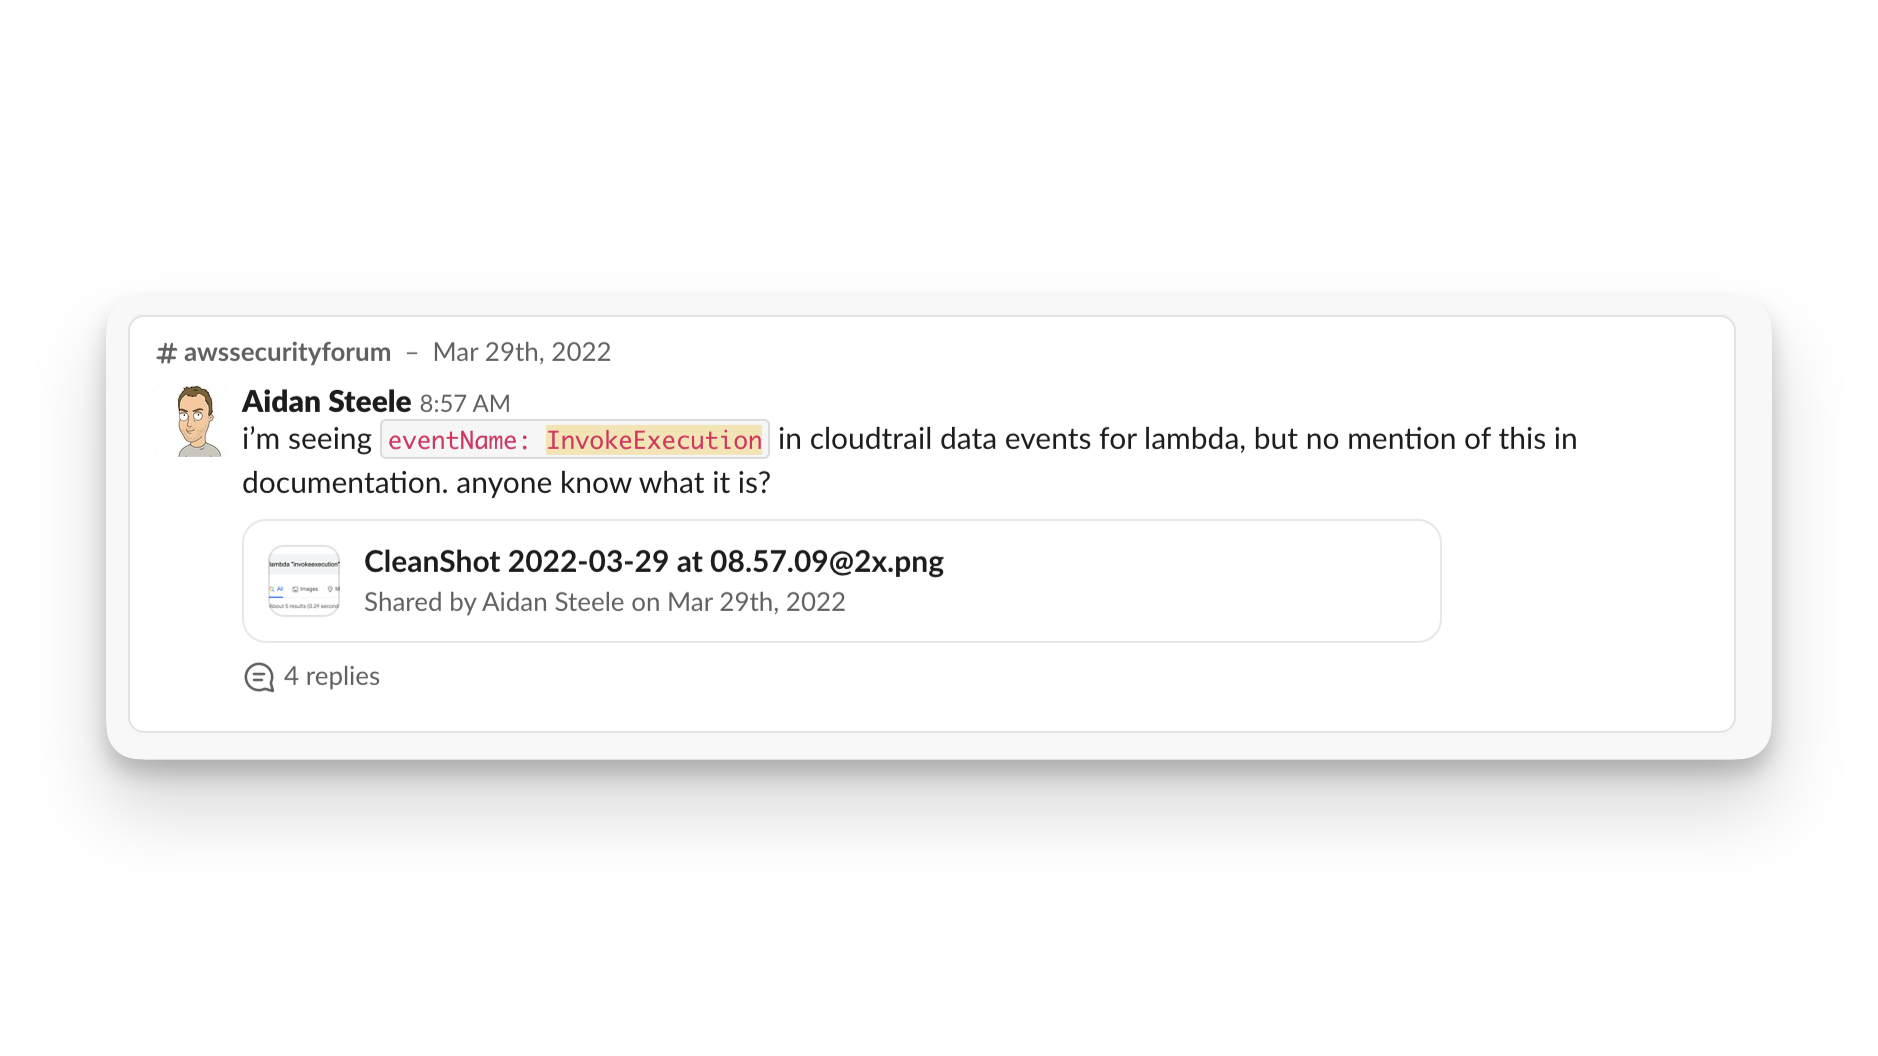 # awssecurityforum – Mar 29th, 2022
Aidan Steele 8:57 AM
i’m seeing eventName: InvokeExecution in cloudtrail data events for lambda, but no mention of this in
documentation. anyone know what it is?
lambda "invokeexecution"
All Images M
About 5 results (0.29 second
CleanShot 2022-03-29 at 08.57.09@2x.png
Shared by Aidan Steele on Mar 29th, 2022
4 replies